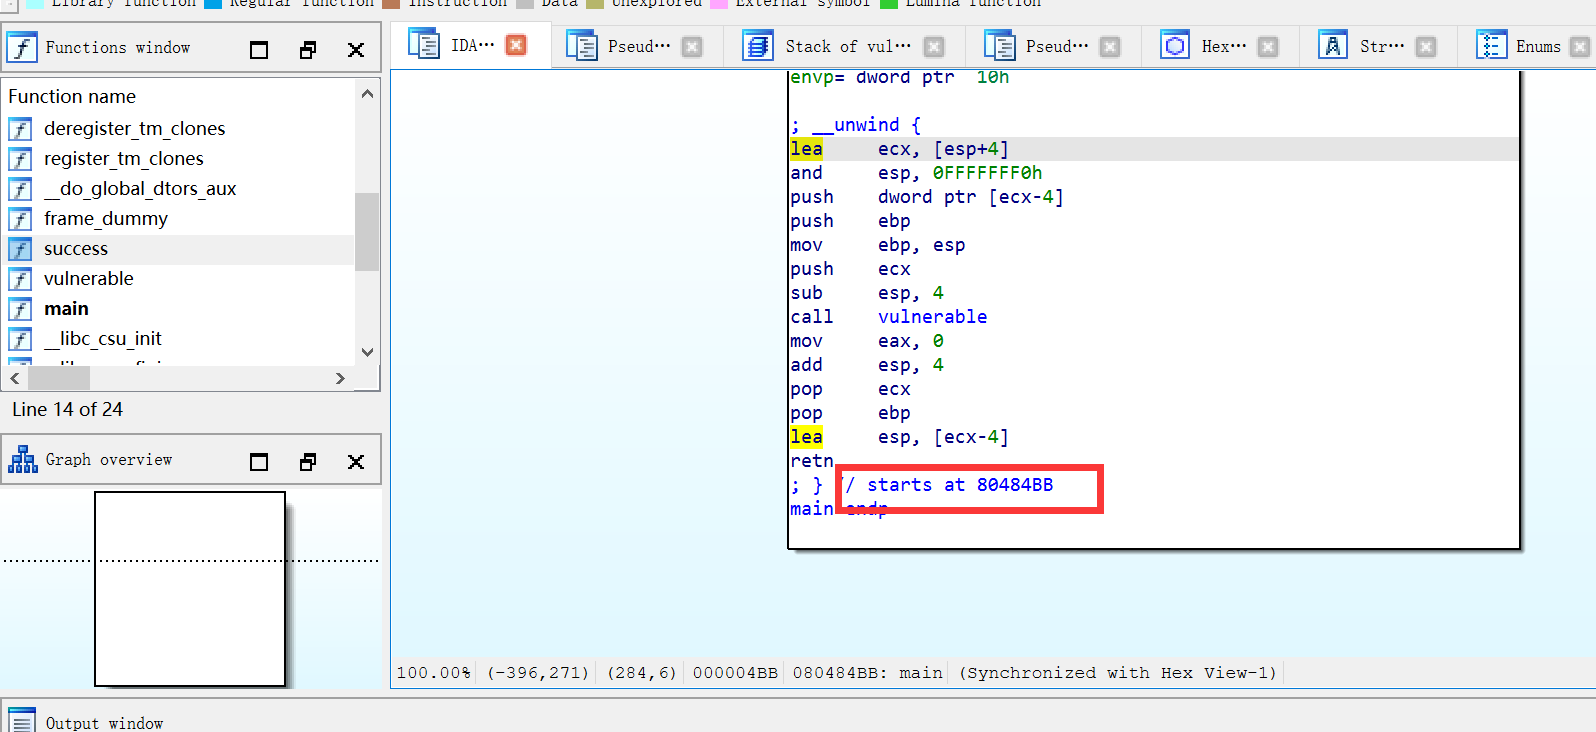 Library function Regular function Instruction Data Unexplored External symbol Lumina function
Functions window
IDA⋯ Pseud⋯ Stack of vul⋯ Pseud⋯ Hex⋯ Str⋯ Enums
Function name
deregister_tm_clones
register_tm_clones
__do_global_dtors_aux
frame_dummy
success
vulnerable
main
__libc_csu_init
Line 14 of 24
Graph overview
envp= dword ptr 10h
; __unwind {
lea ecx, [esp+4]
and esp, 0FFFFFFF0h
push dword ptr [ecx-4]
push ebp
mov ebp, esp
push ecx
sub esp, 4
call vulnerable
mov eax, 0
add esp, 4
pop ecx
pop ebp
lea esp, [ecx-4]
retn
; } // starts at 80484BB
main endp
100.00% (-396,271) (284,6) 000004BB 080484BB: main (Synchronized with Hex View-1)
Output window